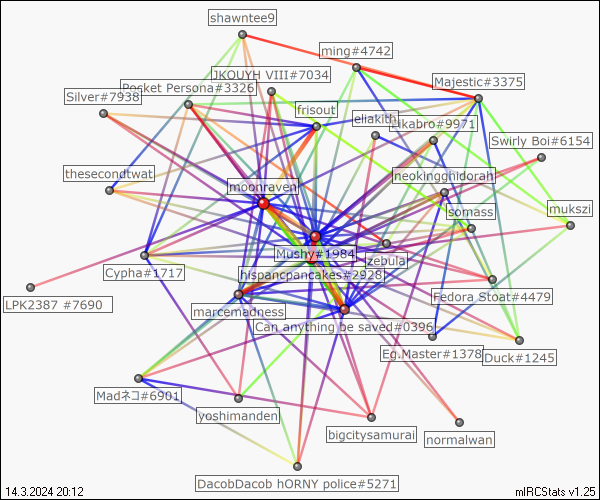 shawntee9
ming#4742
JKOUYH VIII#7034
Majestic#3375
Pocket Persona#3326
Silver#7938
frisout
eliakith
Swirly Boi#6154
thesecondtwat
neokingghidorah
moonraven
mukszi
somass
Mushy#1984
zebula
Cypha#1717
hispancpancakes#2928
LPK2387 #7690
Fedora Stoat#4479
marcemadness
Can anything be saved#0396
Eg.Master#1378
Duck#1245
Madネコ#6901
yoshimanden
bigcitysamurai
normalwan
DacobDacob hORNY police#5271
14.3.2024 20:12
mIRCStats v1.25